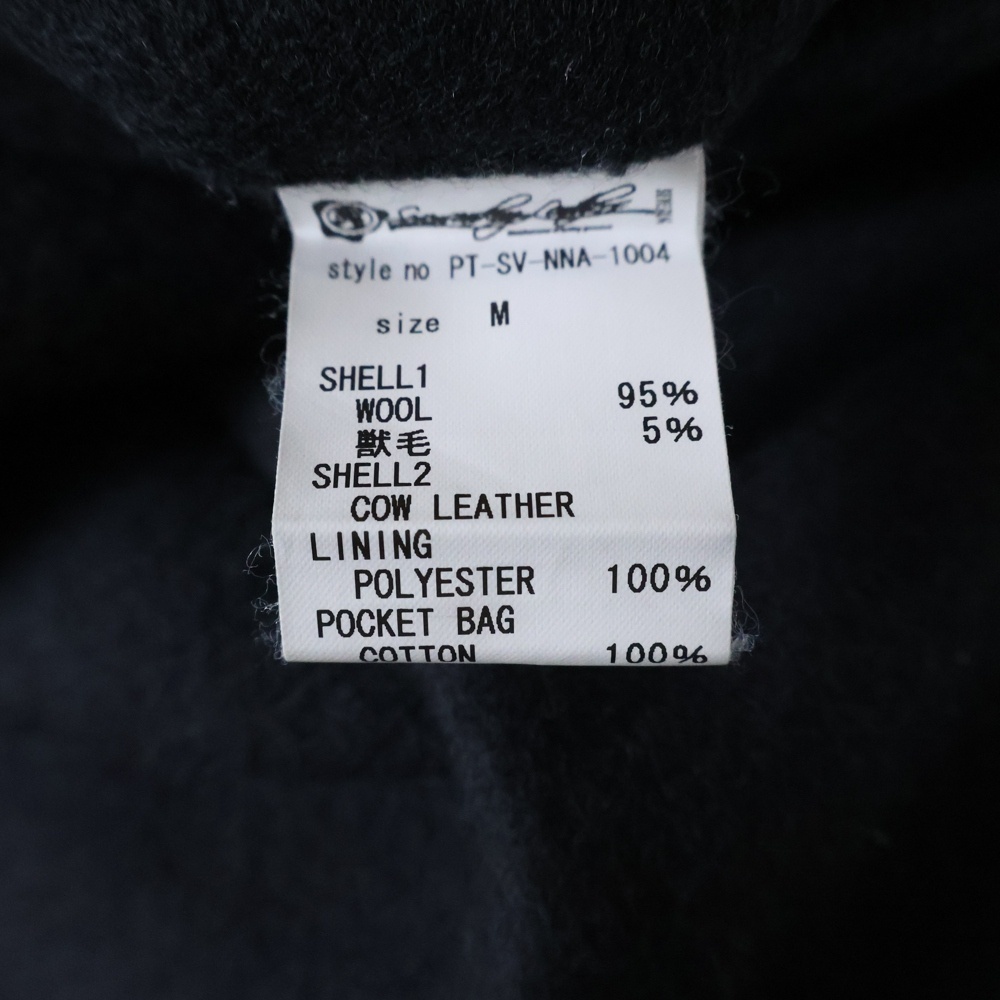 style no PT-SV-NNA-1004
size M
SHELL1
WOOL 95%
獣毛 5%
SHELL2
COW LEATHER
LINING
POLYESTER 100%
POCKET BAG
COTTON 100%